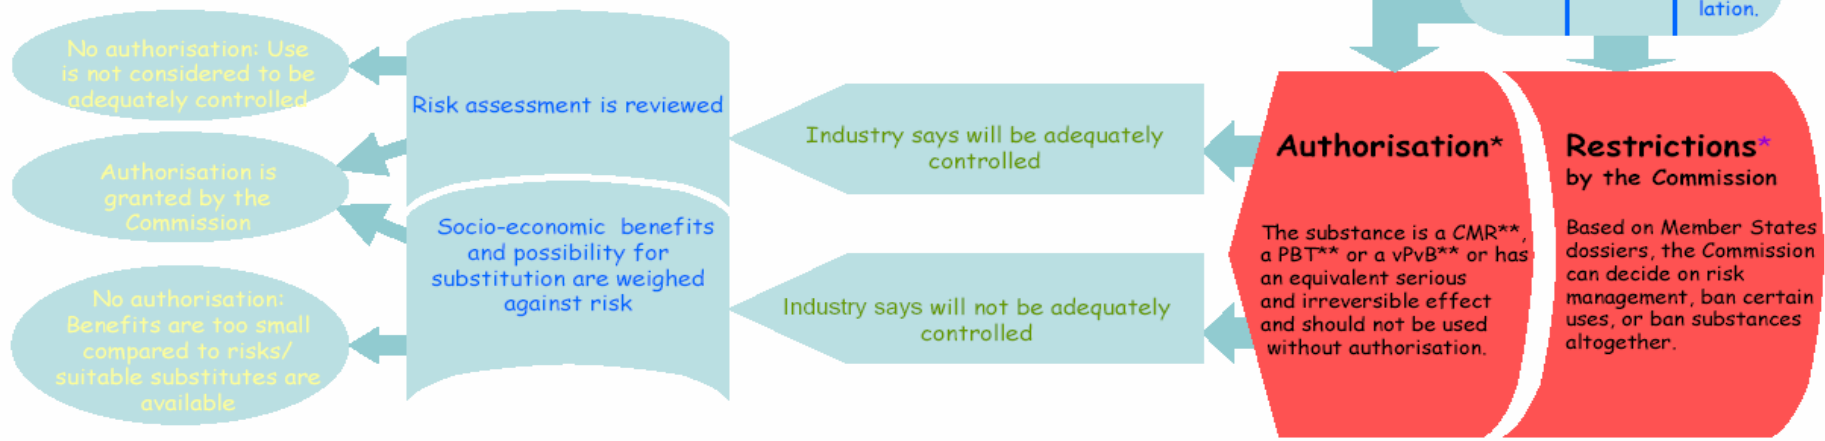 lation.
No authorisation: Use
is not considered to be
adequately controlled
Authorisation is
granted by the
Commission
No authorisation:
Benefits are too small
compared to risks/
suitable substitutes are
available
Risk assessment is reviewed
Socio-economic benefits
and possibility for
substitution are weighed
against risk
Industry says will be adequately
controlled
Industry says will not be adequately
controlled
Authorisation*
The substance is a CMR**,
a PBT** or a vPvB** or has
an equivalent serious
and irreversible effect
and should not be used
without authorisation.
Restrictions*
by the Commission
Based on Member States
dossiers, the Commission
can decide on risk
management, ban certain
uses, or ban substances
altogether.